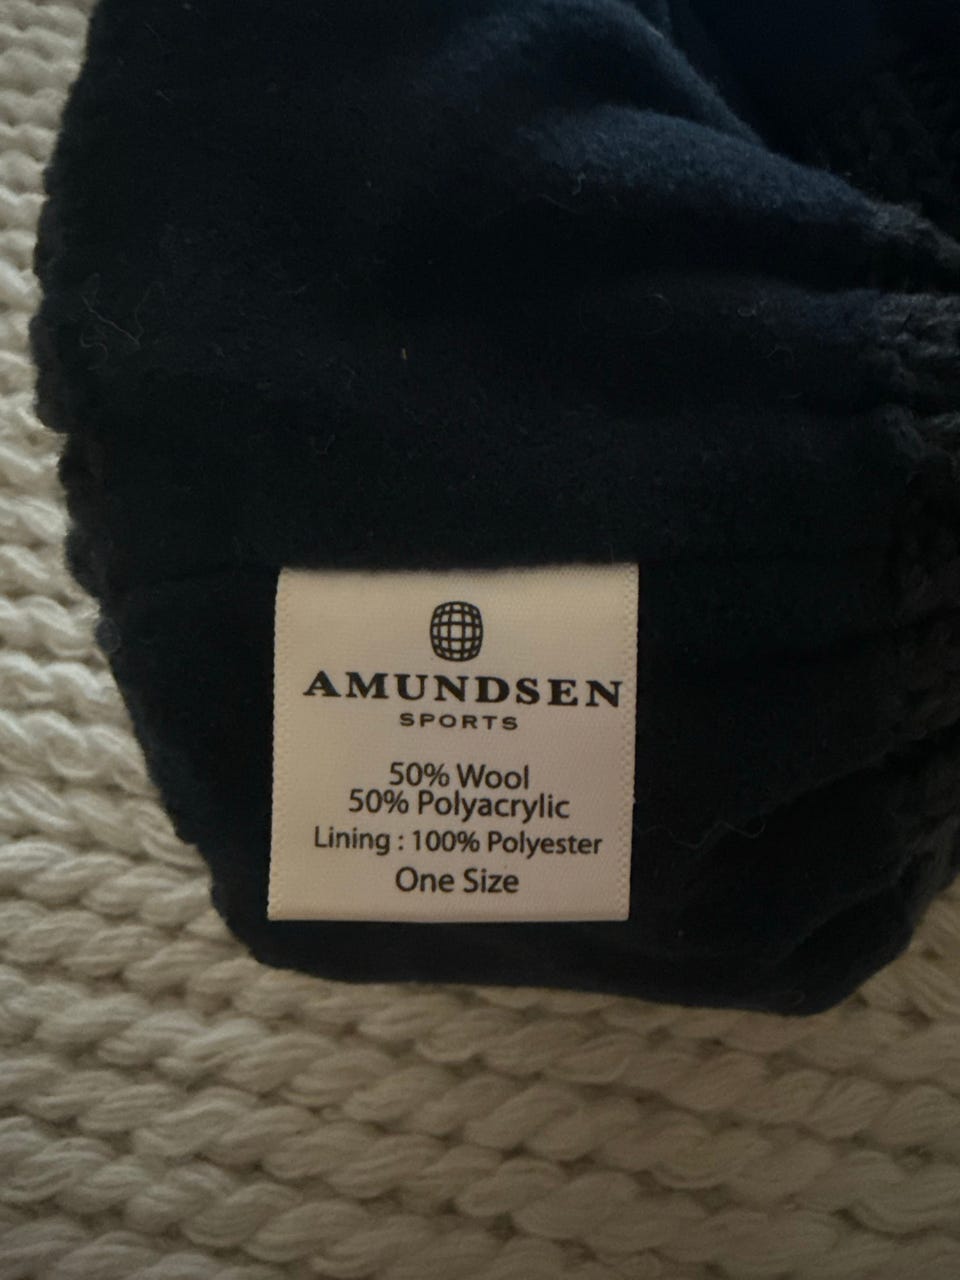 AMUNDSEN
SPORTS
50% Wool
50% Polyacrylic
Lining : 100% Polyester
One Size